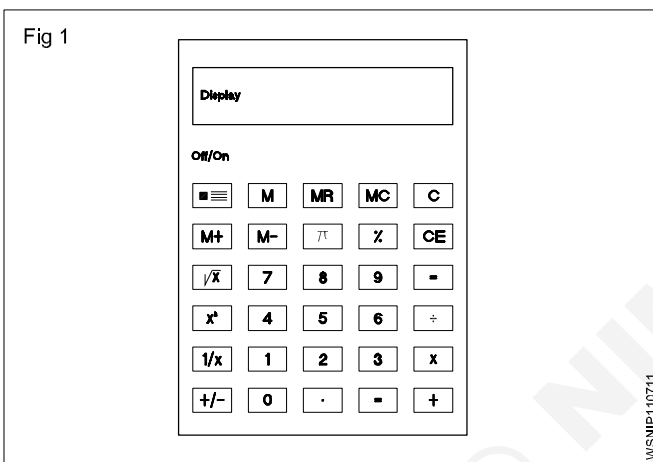 Fig 1
Display
Off/On
M MR MC C
M+ M- π % CE
√x 7 8 9 -
4 5 6 ÷
1/x 1 2 3 x
+/- 0 . = +
WSNIP110711
© NI